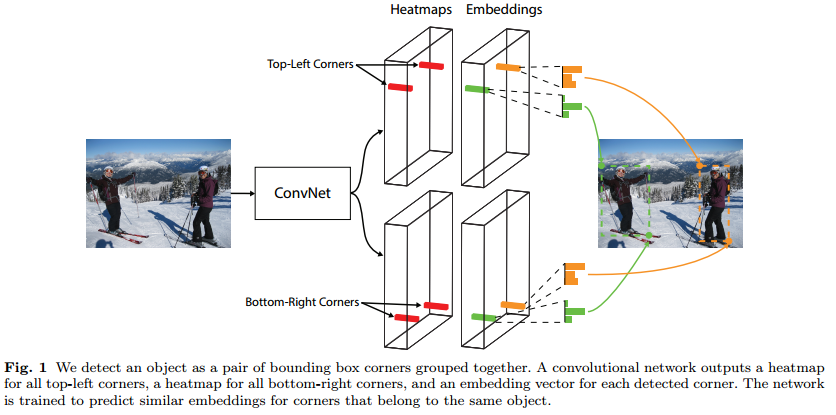 Heatmaps Embeddings
Top-Left Corners
ConvNet
Bottom-Right Corners
Fig. 1 We detect an object as a pair of bounding box corners grouped together. A convolutional network outputs a heatmap
for all top-left corners, a heatmap for all bottom-right corners, and an embedding vector for each detected corner. The network
is trained to predict similar embeddings for corners that belong to the same object.